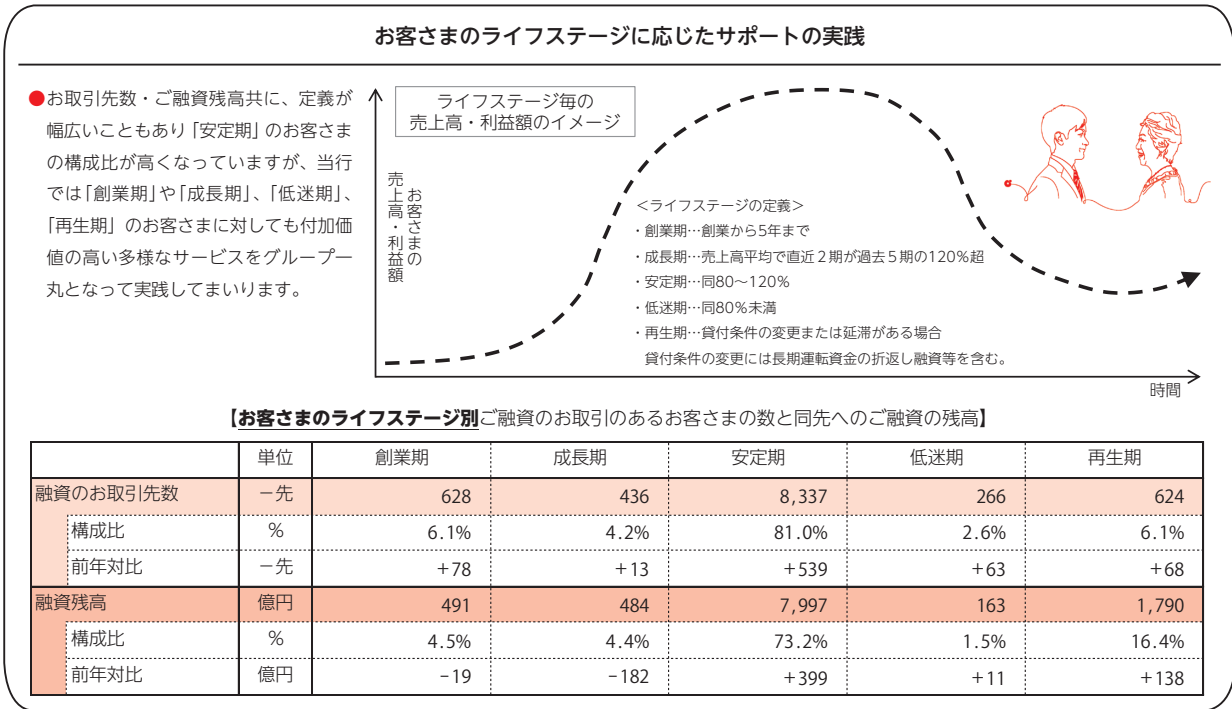 お客さまのライフステージに応じたサポートの実践
●お取引先数・ご融資残高共に、定義が
幅広いこともあり「安定期」のお客さま
の構成比が高くなっていますが、当行
では「創業期」や「成長期」、「低迷期」、
「再生期」のお客さまに対しても付加価
値の高い多様なサービスをグループ一
丸となって実践してまいります。
ライフステージ毎の
売上高・利益額のイメージ
お客さまの
売上高・利益額
＜ライフステージの定義＞
・創業期…創業から5年まで
・成長期…売上高平均で直近２期が過去５期の120％超
・安定期…同80～120％
・低迷期…同80％未満
・再生期…貸付条件の変更または延滞がある場合
貸付条件の変更には長期運転資金の折返し融資等を含む。
時間
【お客さまのライフステージ別ご融資のお取引のあるお客さまの数と同先へのご融資の残高】
単位 創業期 成長期 安定期 低迷期 再生期
融資のお取引先数 －先 628 436 8,337 266 624
構成比 % 6.1% 4.2% 81.0% 2.6% 6.1%
前年対比 －先 +78 +13 +539 +63 +68
融資残高 億円 491 484 7,997 163 1,790
構成比 % 4.5% 4.4% 73.2% 1.5% 16.4%
前年対比 億円 −19 −182 +399 +11 +138